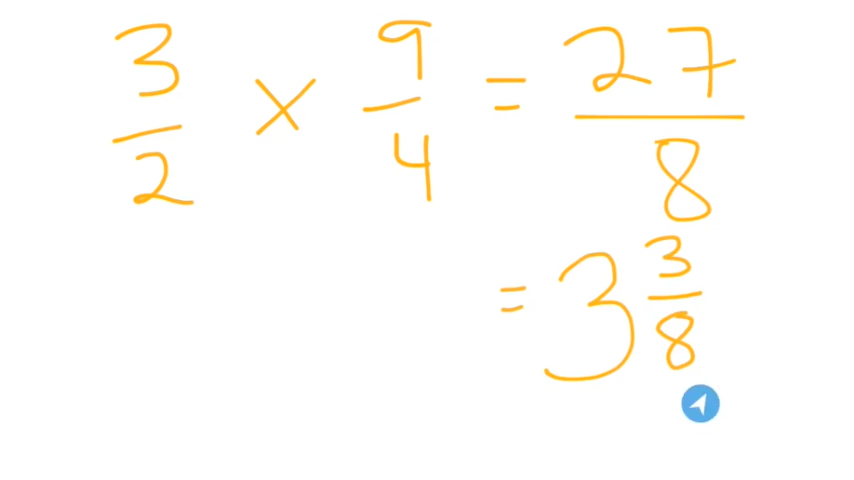 3/2 × 9/4 = 27/8
= 3 3/8